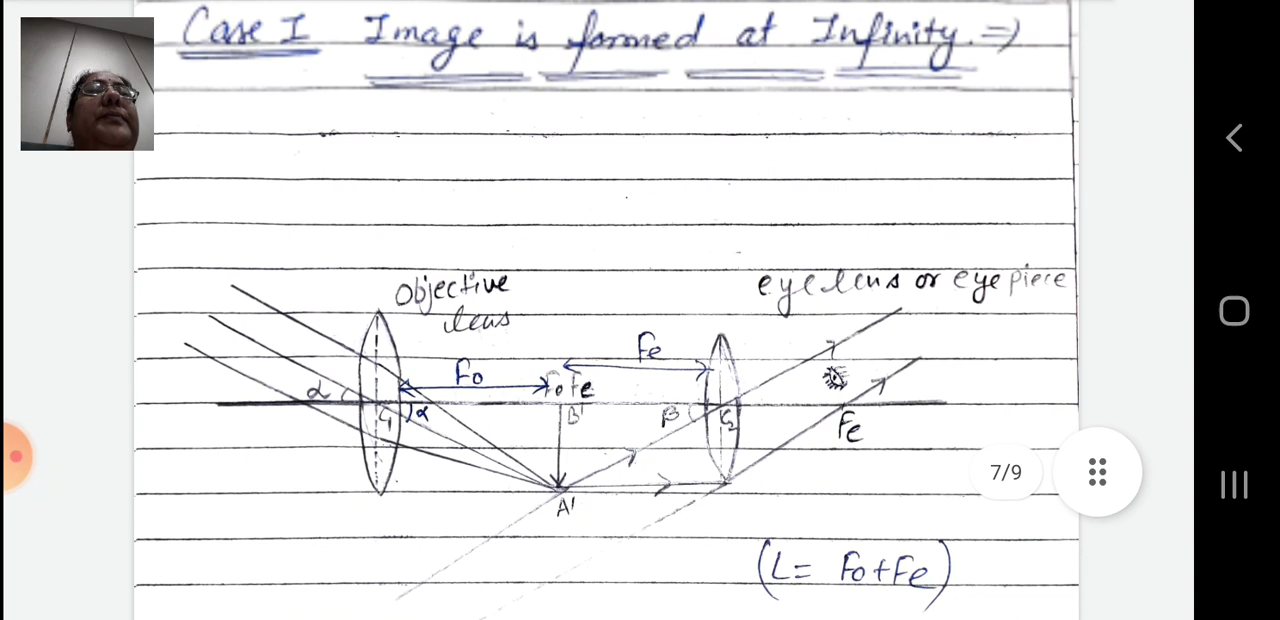 Case I Image is formed at Infinity. ⇒)
Objective
lens
eye lens or eye piece
Fe
Fo
Fo Fe
α
α
C1
B'
β
C2
Fe
A'
7/9
(L = Fo+Fe)